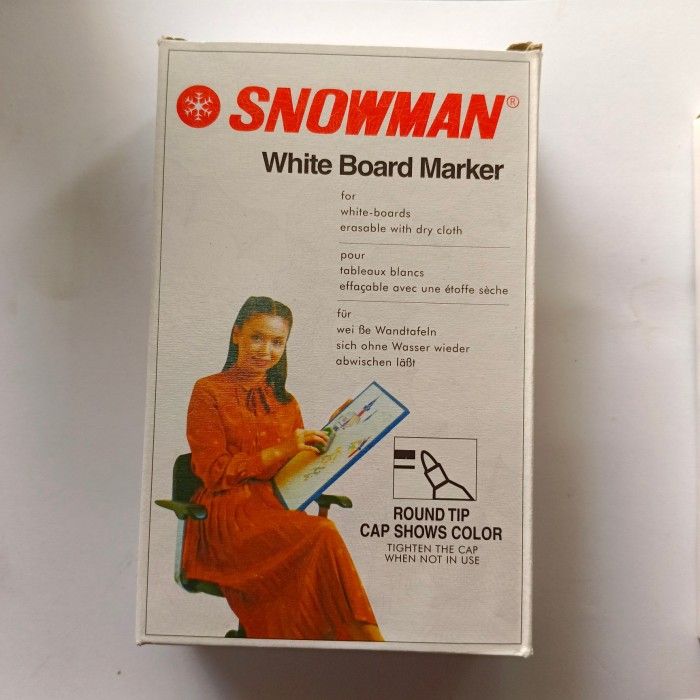 SNOWMAN®
White Board Marker
for
white-boards
erasable with dry cloth
pour
tableaux blancs
effaçable avec une étoffe sèche
für
wei ße Wandtafeln
sich ohne Wasser wieder
abwischen läßt
ROUND TIP
CAP SHOWS COLOR
TIGHTEN THE CAP
WHEN NOT IN USE